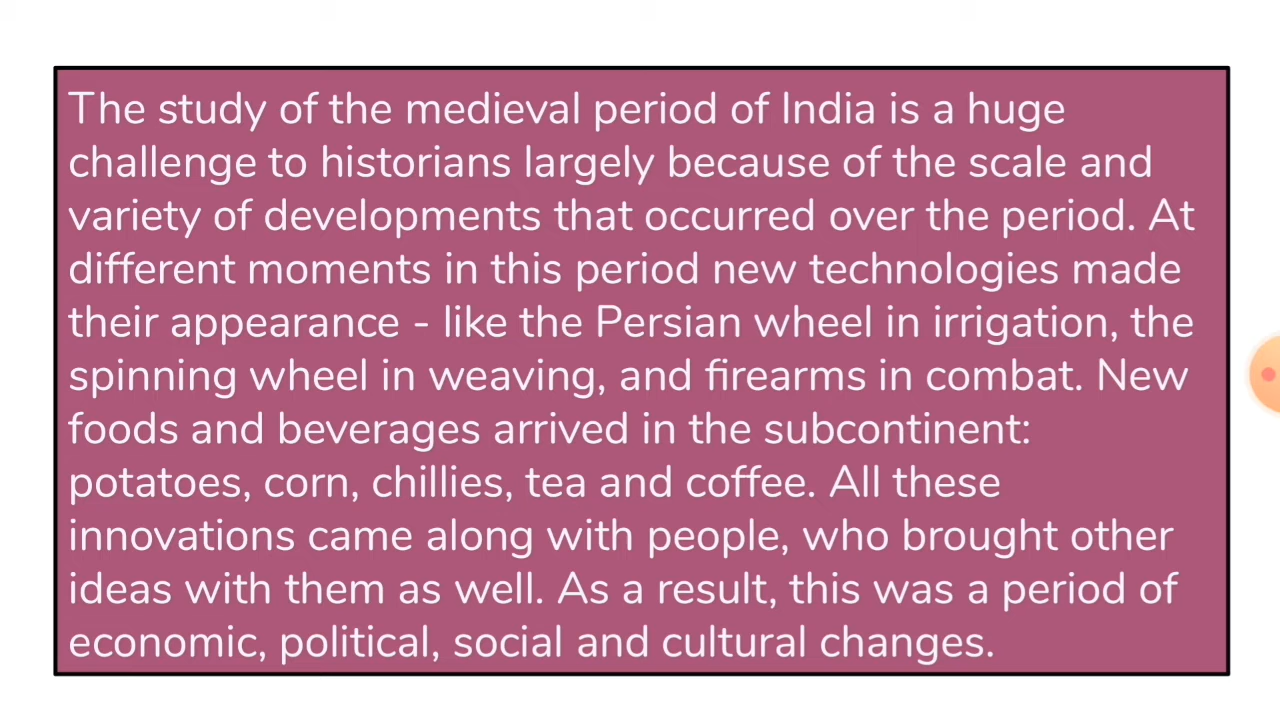 The study of the medieval period of India is a huge
challenge to historians largely because of the scale and
variety of developments that occurred over the period. At
different moments in this period new technologies made
their appearance - like the Persian wheel in irrigation, the
spinning wheel in weaving, and firearms in combat. New
foods and beverages arrived in the subcontinent:
potatoes, corn, chillies, tea and coffee. All these
innovations came along with people, who brought other
ideas with them as well. As a result, this was a period of
economic, political, social and cultural changes.